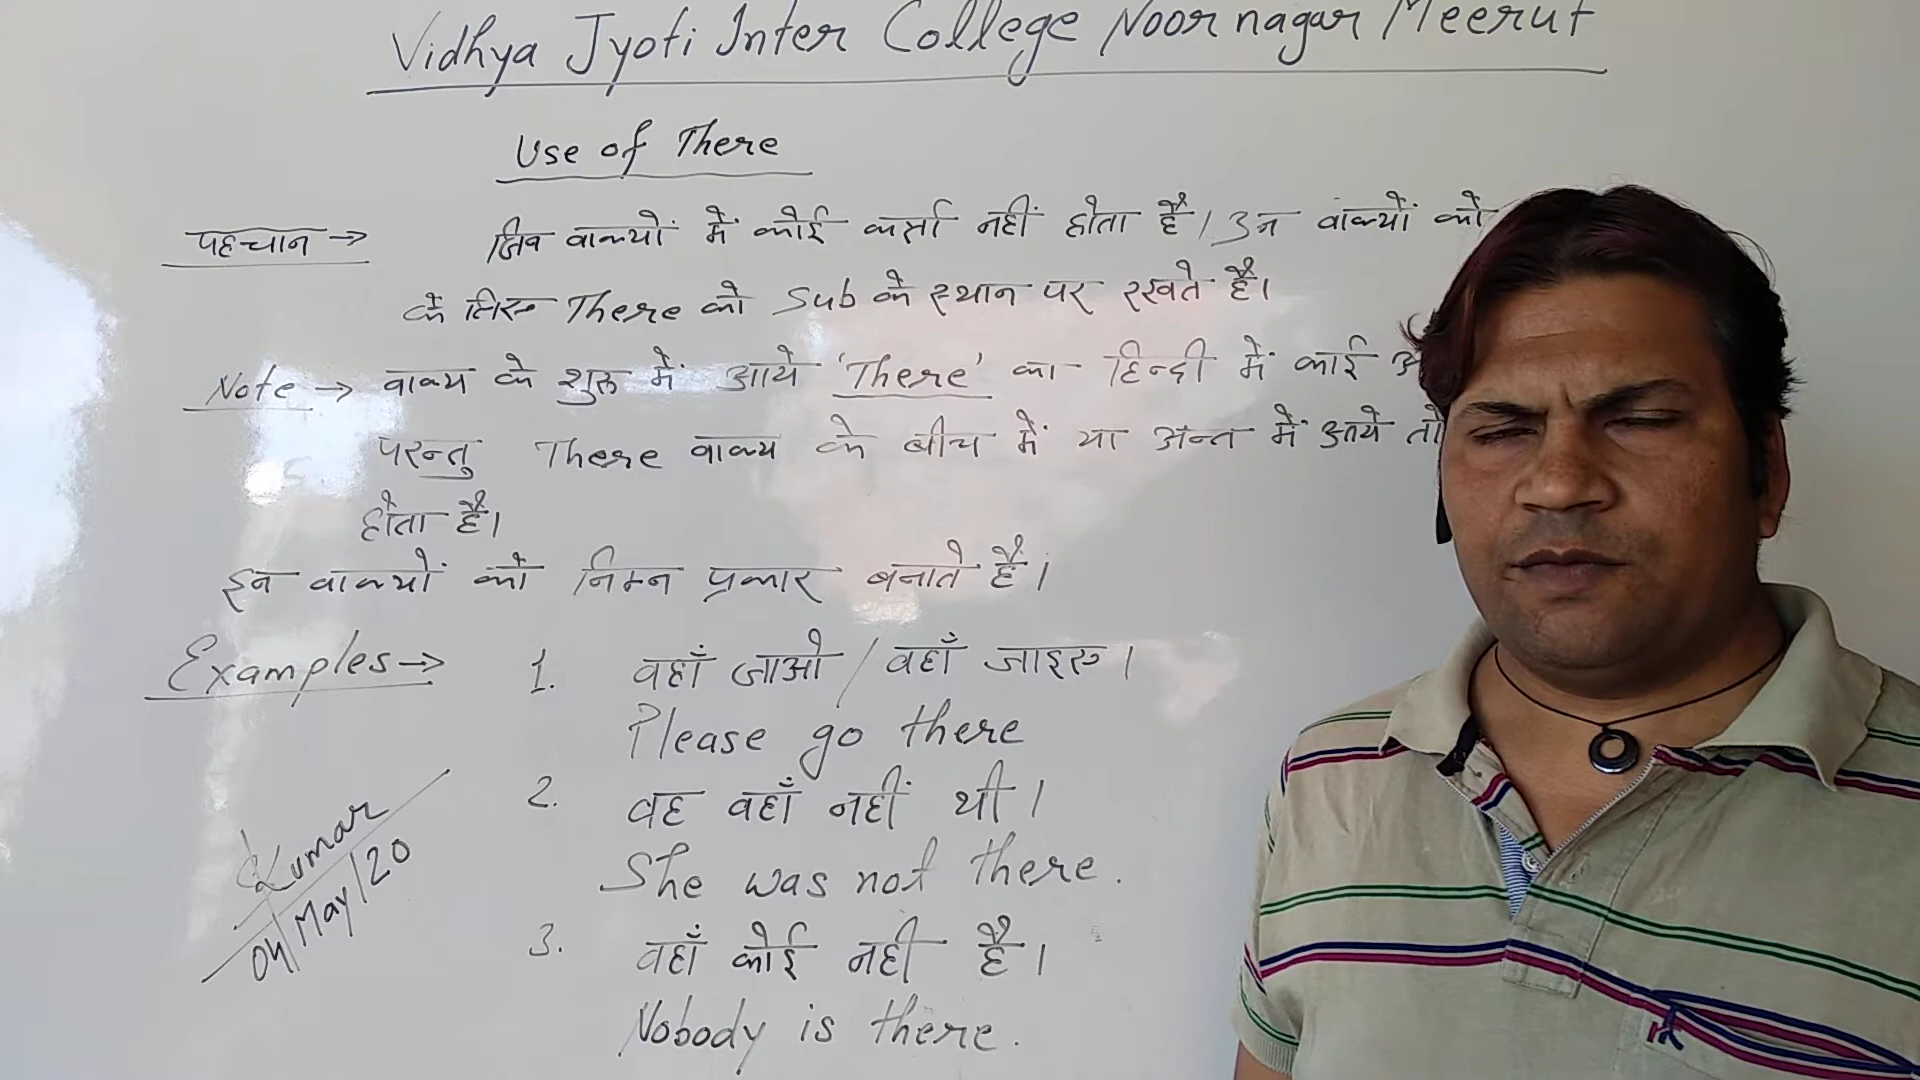 Vidhya Jyoti Inter College Noornagar Meerut
Use of There
पहचान → जिन वाक्यों में कोई कर्त्ता नहीं होता है। उन वाक्यों को
के लिए There को Sub के स्थान पर रखते है।
Note → वाक्य के शुरू में आये 'There' का हिन्दी में काई
परन्तु There वाक्य के बीच में या अन्त में आये तो
होता है।
इन वाक्यों को निम्न प्रकार बनाते है।
Examples → 1. वहाँ जाओ / वहाँ जाइए।
Please go there
2. वह वहाँ नहीं थी।
She was not there.
3. वहाँ कोई नही है।
Nobody is there.
Kumar
04/May/20